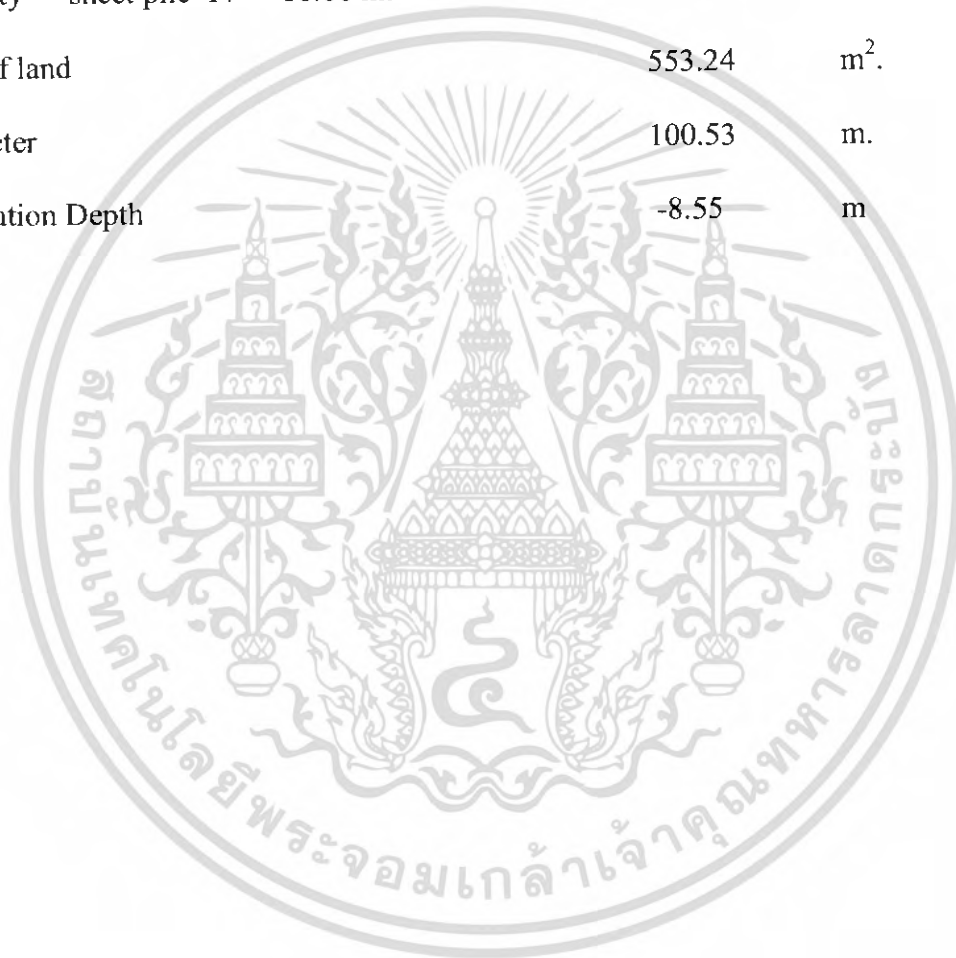 sheet pile
f land 553.24 m².
eter 100.53 m.
ation Depth -8.55 m
สถาบันเทคโนโลยีพระจอมเกล้าเจ้าคุณทหารลาดกระบัง
๔